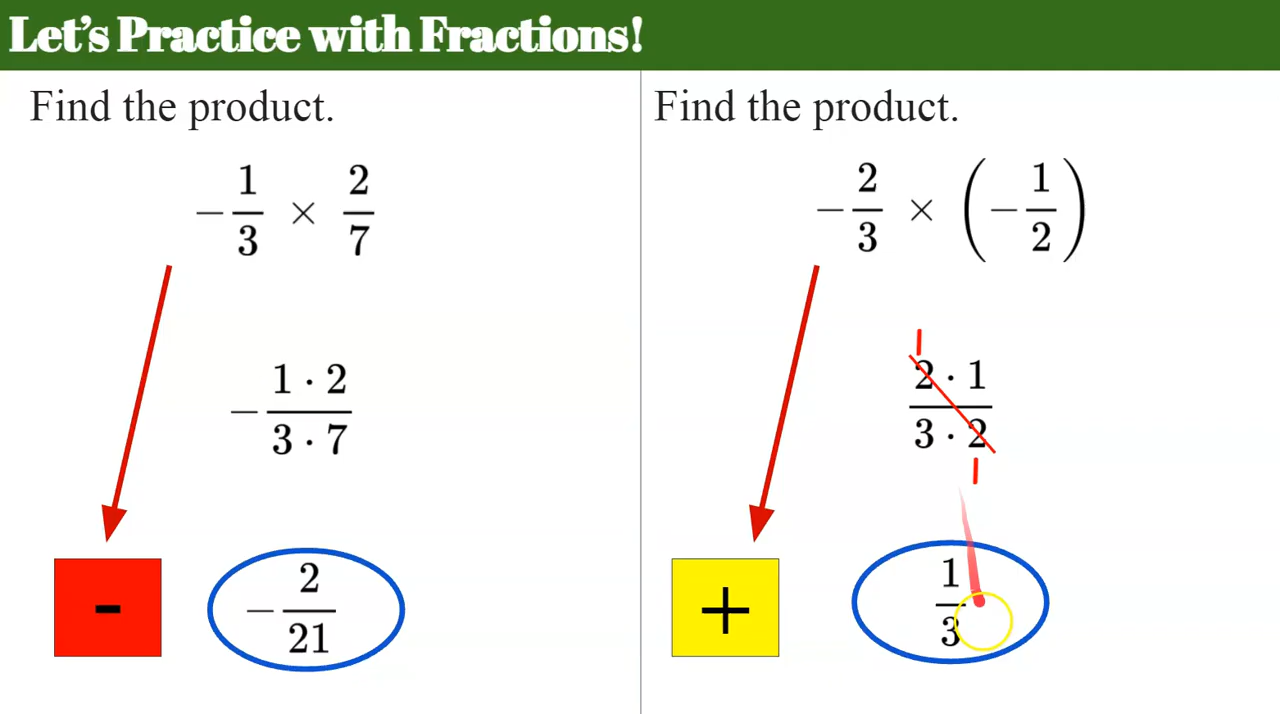 Let's Practice with Fractions!
Find the product.
-1/3 × 2/7
-(1 · 2)/(3 · 7)
-
-2/21
Find the product.
-2/3 × (-1/2)
1
(2 · 1)/(3 · 2)
1
+
1/3